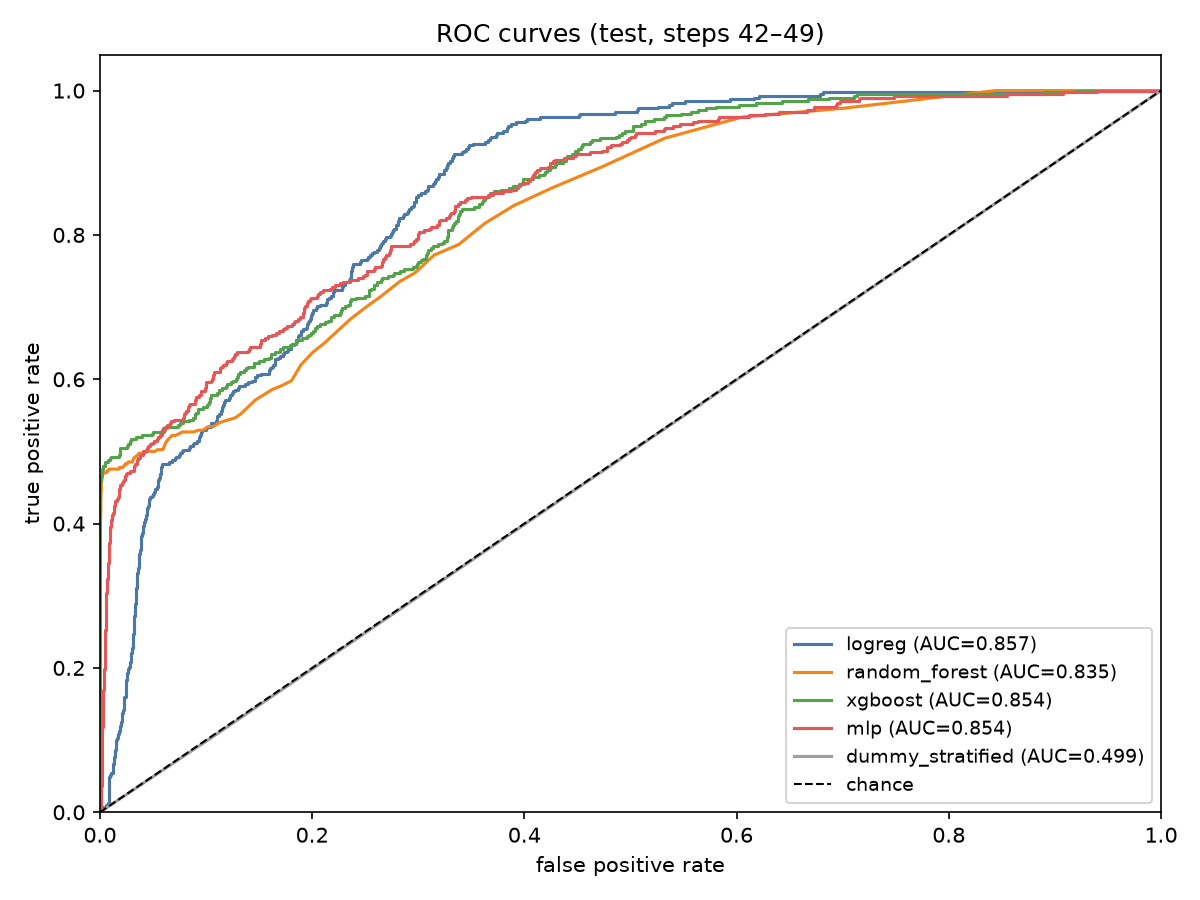 ROC curves (test, steps 42–49)
1.0
0.8
0.6
0.4
0.2
0.0
true positive rate
0.0 0.2 0.4 0.6 0.8 1.0
false positive rate
logreg (AUC=0.857)
random_forest (AUC=0.835)
xgboost (AUC=0.854)
mlp (AUC=0.854)
dummy_stratified (AUC=0.499)
chance